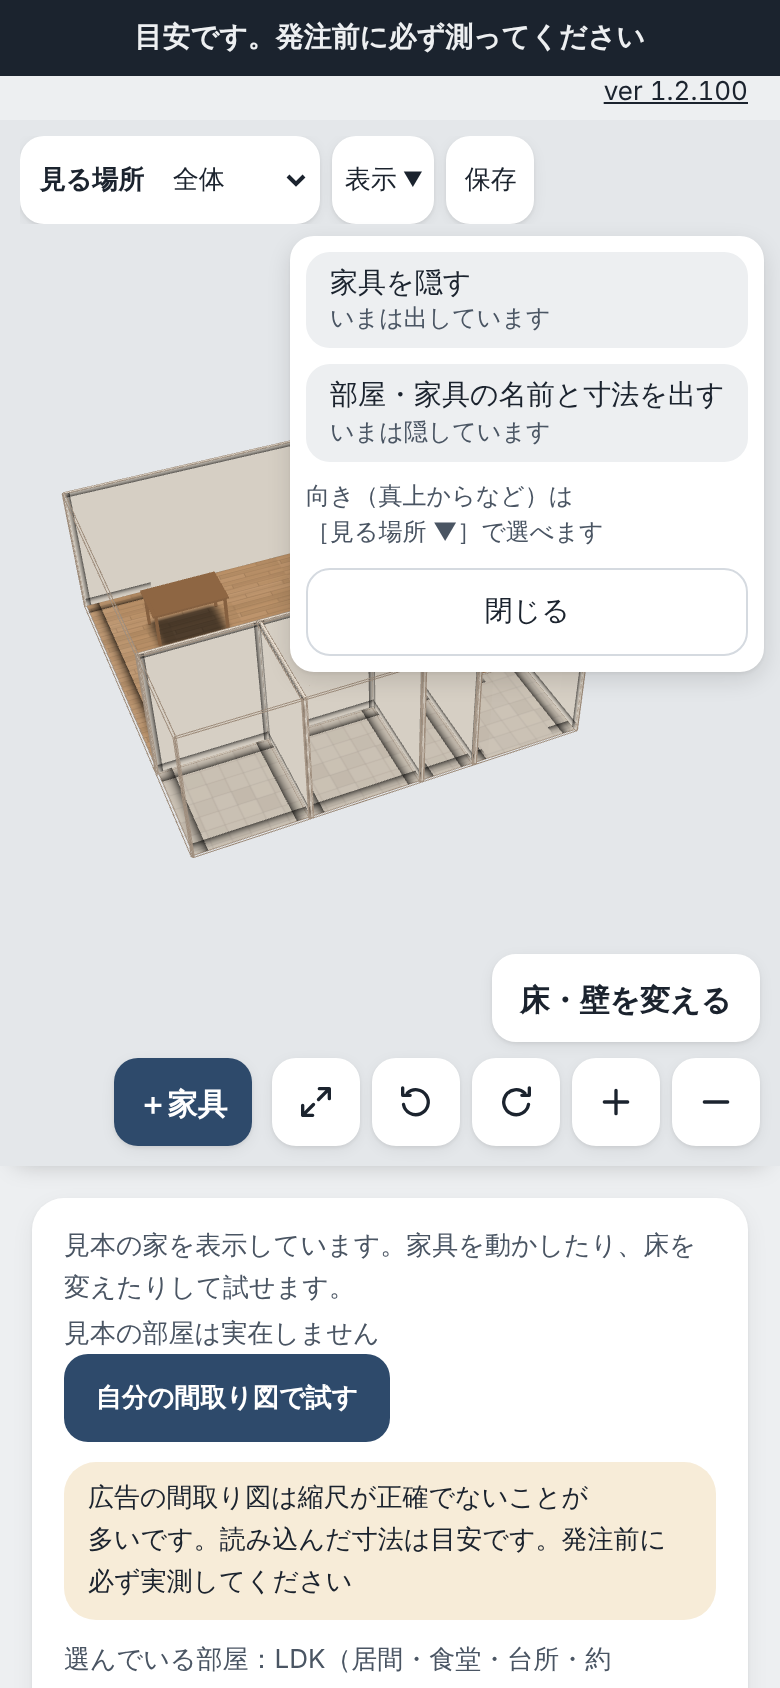 目安です。発注前に必ず測ってください
ver 1.2.100
見る場所 全体 表示▼ 保存
家具を隠す
いまは出しています
部屋・家具の名前と寸法を出す
いまは隠しています
向き（真上からなど）は
［見る場所 ▼］で選べます
閉じる
床・壁を変える
＋家具
見本の家を表示しています。家具を動かしたり、床を
変えたりして試せます。
見本の部屋は実在しません
自分の間取り図で試す
広告の間取り図は縮尺が正確でないことが
多いです。読み込んだ寸法は目安です。発注前に
必ず実測してください
選んでいる部屋：LDK（居間・食堂・台所・約